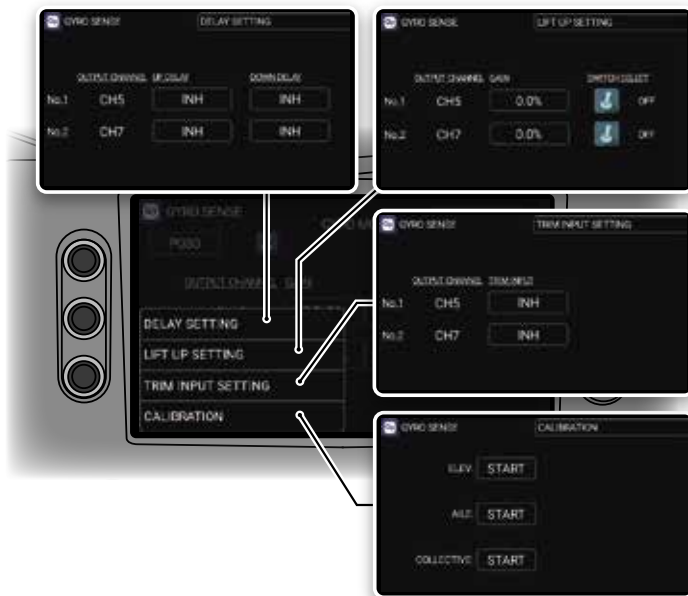 GYRO SENSE
DELAY SETTING
OUTPUT CHANNEL UP DELAY DOWN DELAY
No.1 CH5 INH INH
No.2 CH7 INH INH
GYRO SENSE
LIFT UP SETTING
OUTPUT CHANNEL GAIN SWITCH SELECT
No.1 CH5 0.0% OFF
No.2 CH7 0.0% OFF
GYRO SENSE
OUTPUT CHANNEL GAIN
DELAY SETTING
LIFT UP SETTING
TRIM INPUT SETTING
CALIBRATION
GYRO SENSE
TRIM INPUT SETTING
OUTPUT CHANNEL TRIM INPUT
No.1 CH5 INH
No.2 CH7 INH
GYRO SENSE
CALIBRATION
ELEV START
AILE START
COLLECTIVE START